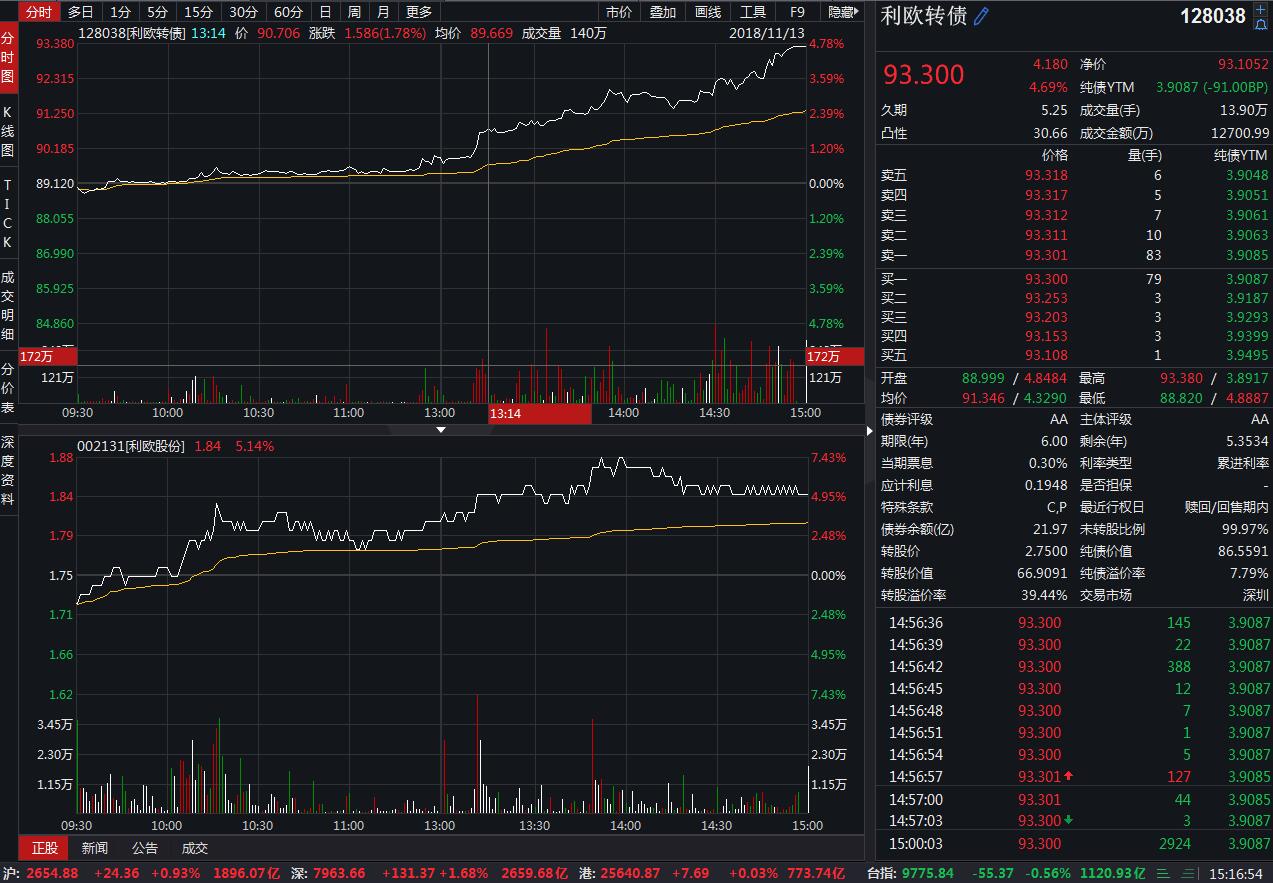 分时 多日 1分 5分 15分 30分 60分 日 周 月 更多 市价 叠加 画线 工具 F9 隐藏
128038[利欧转债] 13:14 价 90.706 涨跌 1.586(1.78%) 均价 89.669 成交量 140万 2018/11/13
分时图
K线图
TICK
成交明细
分价表
深度资料
93.380 4.78%
92.315 3.59%
91.250 2.39%
90.185 1.20%
89.120 0.00%
88.055 1.20%
86.990 2.39%
85.925 3.59%
84.860 4.78%
172万 172万
121万 121万
09:30 10:00 10:30 11:00 13:00 13:14 14:00 14:30 15:00
002131[利欧股份] 1.84 5.14%
1.88 7.43%
1.84 4.95%
1.79 2.48%
1.75 0.00%
1.71 2.48%
1.66 4.95%
1.62 7.43%
3.45万 3.45万
2.30万 2.30万
1.15万 1.15万
09:30 10:00 10:30 11:00 13:00 13:30 14:00 14:30 15:00
正股 新闻 公告 成交
利欧转债 128038
93.300 4.180 净价 93.1052
4.69% 纯债YTM 3.9087 (-91.00BP)
久期 5.25 成交量(手) 13.90万
凸性 30.66 成交金额(万) 12700.99
价格 量(手) 纯债YTM
卖五 93.318 6 3.9048
卖四 93.317 5 3.9051
卖三 93.312 7 3.9061
卖二 93.311 10 3.9063
卖一 93.301 83 3.9085
买一 93.300 79 3.9087
买二 93.253 3 3.9187
买三 93.203 3 3.9293
买四 93.153 3 3.9399
买五 93.108 1 3.9495
开盘 88.999 / 4.8484 最高 93.380 / 3.8917
均价 91.346 / 4.3290 最低 88.820 / 4.8887
债券评级 AA 主体评级 AA
期限(年) 6.00 剩余(年) 5.3534
当期票息 0.30% 利率类型 累进利率
应计利息 0.1948 是否担保 -
特殊条款 C,P 最近行权日 赎回/回售期内
债券余额(亿) 21.97 未转股比例 99.97%
转股价 2.7500 纯债价值 86.5591
转股价值 66.9091 纯债溢价率 7.79%
转股溢价率 39.44% 交易市场 深圳
14:56:36 93.300 145 3.9087
14:56:39 93.300 22 3.9087
14:56:42 93.300 388 3.9087
14:56:45 93.300 12 3.9087
14:56:48 93.300 7 3.9087
14:56:51 93.300 1 3.9087
14:56:54 93.300 5 3.9087
14:56:57 93.301 127 3.9085
14:57:00 93.301 44 3.9085
14:57:03 93.300 3 3.9087
15:00:03 93.300 2924 3.9087
沪: 2654.88 +24.36 +0.93% 1896.07亿 深: 7963.66 +131.37 +1.68% 2659.68亿 港: 25640.87 +7.69 +0.03% 773.74亿 台指: 9775.84 -55.37 -0.56% 1120.93亿 15:16:54